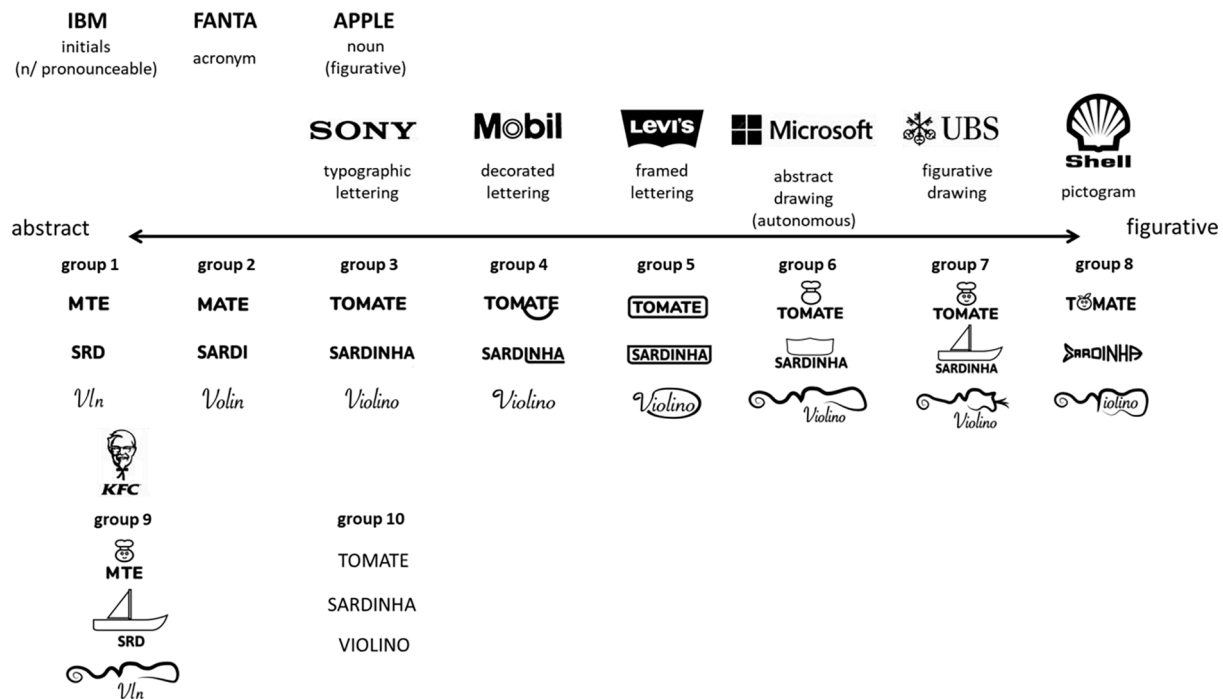 IBM FANTA APPLE
initials
(n/ pronounceable)
acronym
noun
(figurative)
SONY Mobil LEVI'S Microsoft UBS Shell
typographic
lettering
decorated
lettering
framed
lettering
abstract
drawing
(autonomous)
figurative
drawing
pictogram
abstract figurative
group 1 group 2 group 3 group 4 group 5 group 6 group 7 group 8
MTE MATE TOMATE TOMATE TOMATE TOMATE TOMATE TOMATE
SRD SARDI SARDINHA SARDINHA SARDINHA SARDINHA SARDINHA SARDINHA
Vln Volin Violino Violino Violino Violino Violino iolino
KFC
group 9 group 10
MTE TOMATE
SRD SARDINHA
Vln VIOLINO